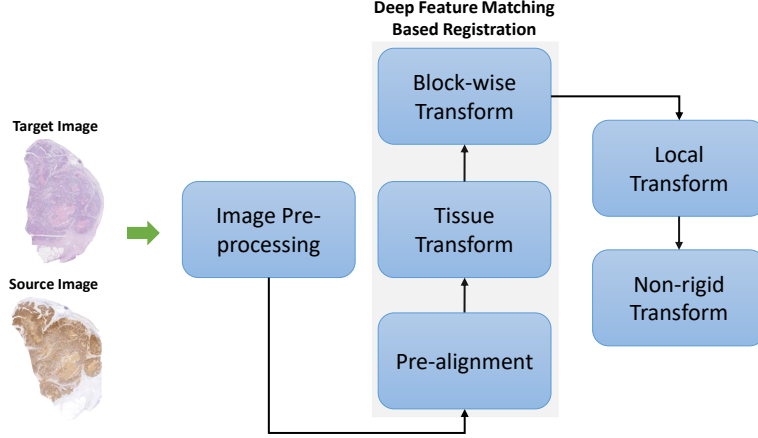 Deep Feature Matching
Based Registration
Target Image
Source Image
Image Pre-
processing
Block-wise
Transform
Tissue
Transform
Pre-alignment
Local
Transform
Non-rigid
Transform